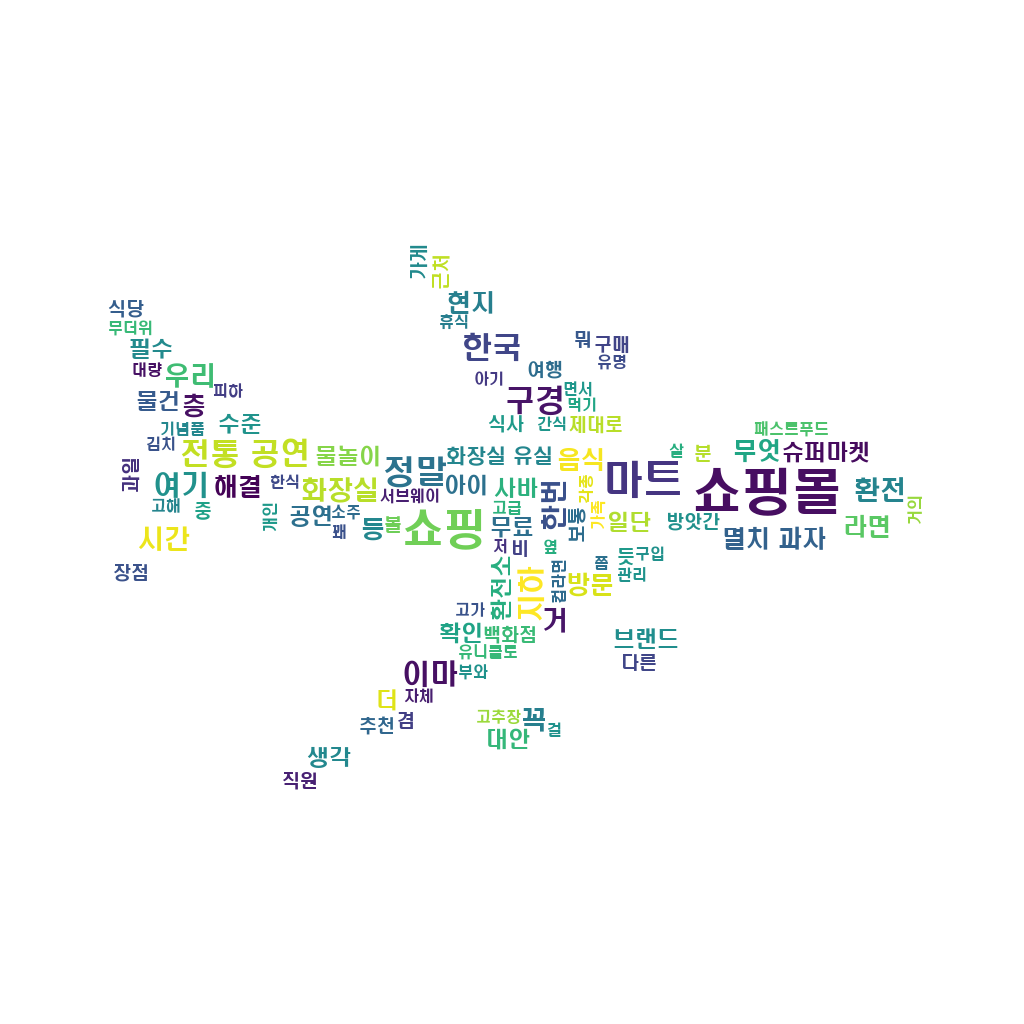 가게
근처
현지
식당
무더위
휴식
필수
한국
뭐
구매
유명
대량
우리
피하
여행
아기
물건
층
구경
면서
먹기
기념품
수준
식사
간식
제대로
패스트푸드
김치
전통 공연
물놀이
정말
화장실 유실
음식
살
분
무엇
슈퍼마켓
과일
여기
해결
한식
화장실
서브웨이
아이
사바
한번
각종
마트
쇼핑몰
환전
고해
중
개인
공연
소주
꽤
등
볼
쇼핑
고급
무료
보통
가족
일단
방앗간
멸치 과자
라면
거의
시간
저
비
옆
듯
구입
장점
환전소
지하
컵라면
쯤
방문
관리
고가
거
확인
백화점
브랜드
유니클로
다른
이마
부와
더
자체
추천
겸
고추장
꼭
걸
대안
생각
직원